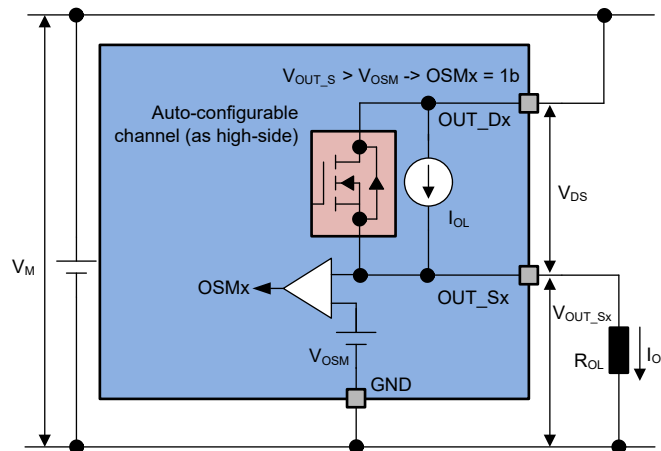 V_OUT_S > V_OSM -> OSMx = 1b
Auto-configurable
channel (as high-side)
OUT_Dx
I_OL
V_DS
V_M
OSMx
OUT_Sx
V_OSM
V_OUT_Sx
R_OL
I_O
GND